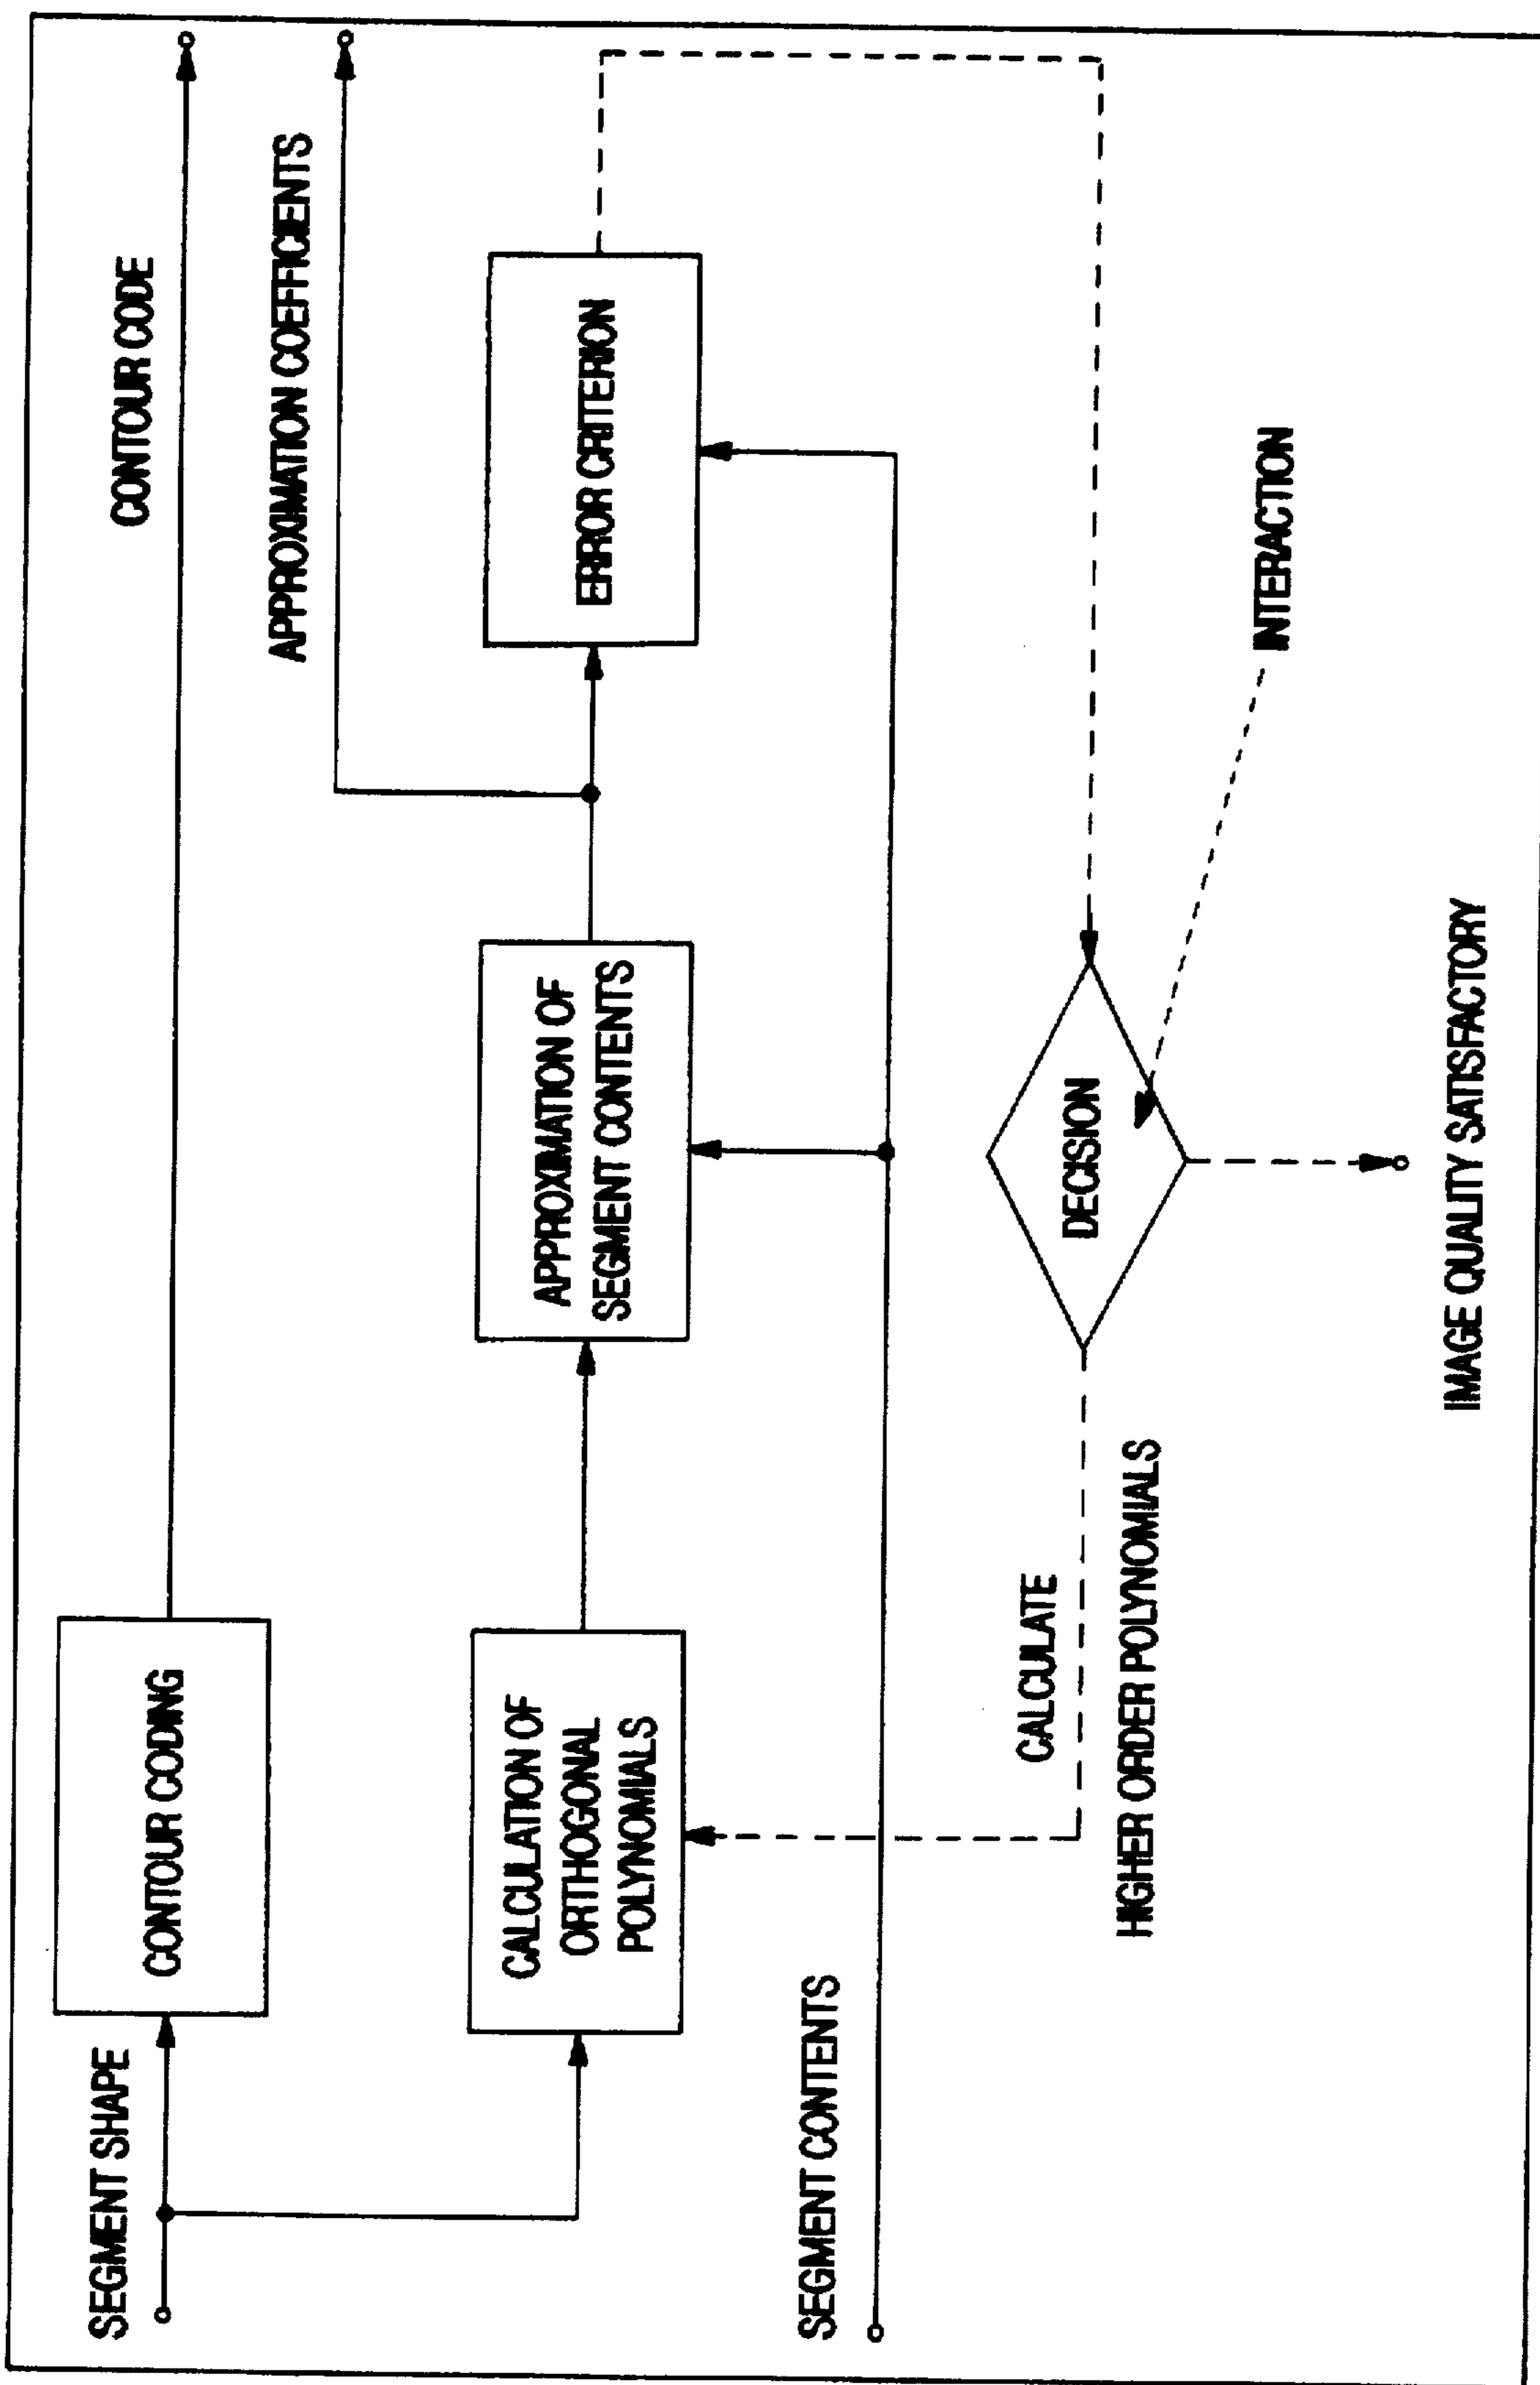 SEGMENT SHAPE
CONTOUR CODING
CONTOUR CODE
APPROXIMATION COEFFICIENTS
CALCULATION OF
ORTHOGONAL
POLYNOMIALS
APPROXIMATION OF
SEGMENT CONTENTS
ERROR CRITERION
SEGMENT CONTENTS
CALCULATE
HIGHER ORDER POLYNOMIALS
DECISION
INTERACTION
IMAGE QUALITY SATISFACTORY